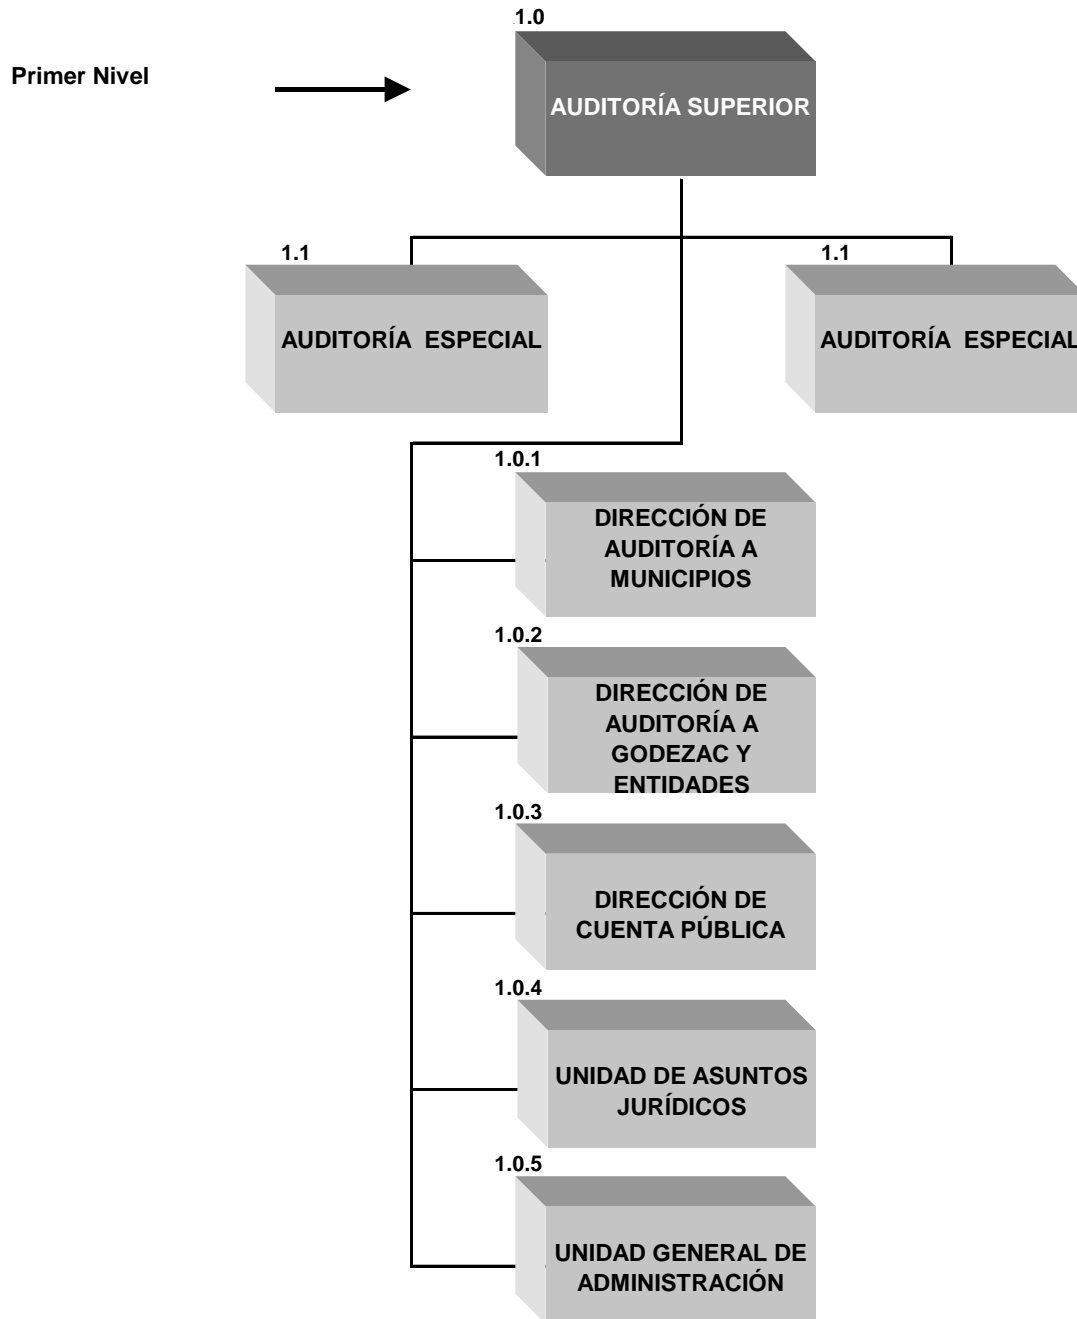 1.0
Primer Nivel
AUDITORÍA SUPERIOR
1.1
1.1
AUDITORÍA ESPECIAL
AUDITORÍA ESPECIAL
1.0.1
DIRECCIÓN DE
AUDITORÍA A
MUNICIPIOS
1.0.2
DIRECCIÓN DE
AUDITORÍA A
GODEZAC Y
ENTIDADES
1.0.3
DIRECCIÓN DE
CUENTA PÚBLICA
1.0.4
UNIDAD DE ASUNTOS
JURÍDICOS
1.0.5
UNIDAD GENERAL DE
ADMINISTRACIÓN